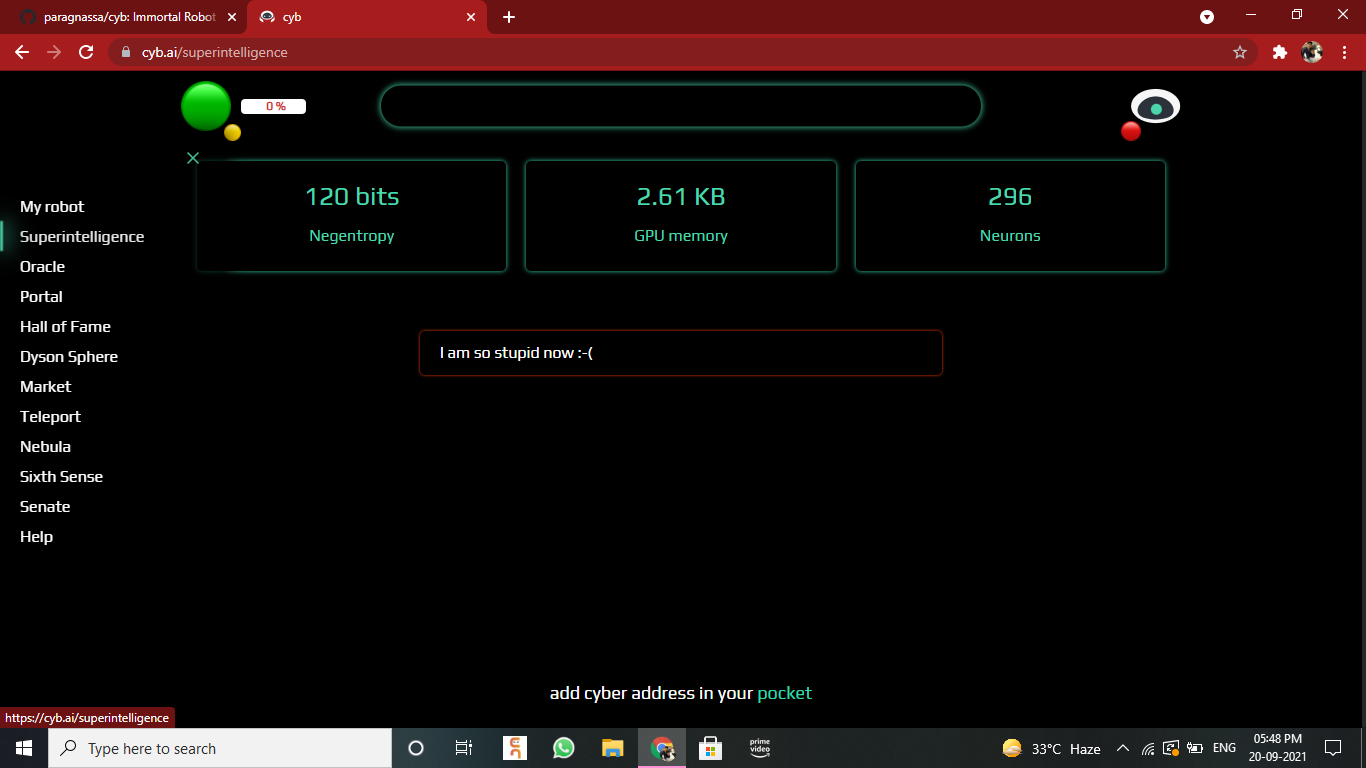 paragnassa/cyb: Immortal Robot
cyb
cyb.ai/superintelligence
0 %
120 bits
Negentropy
2.61 KB
GPU memory
296
Neurons
My robot
Superintelligence
Oracle
Portal
Hall of Fame
Dyson Sphere
Market
Teleport
Nebula
Sixth Sense
Senate
Help
I am so stupid now :-(
add cyber address in your pocket
https://cyb.ai/superintelligence
Type here to search
prime video
33°C Haze
ENG
05:48 PM
20-09-2021